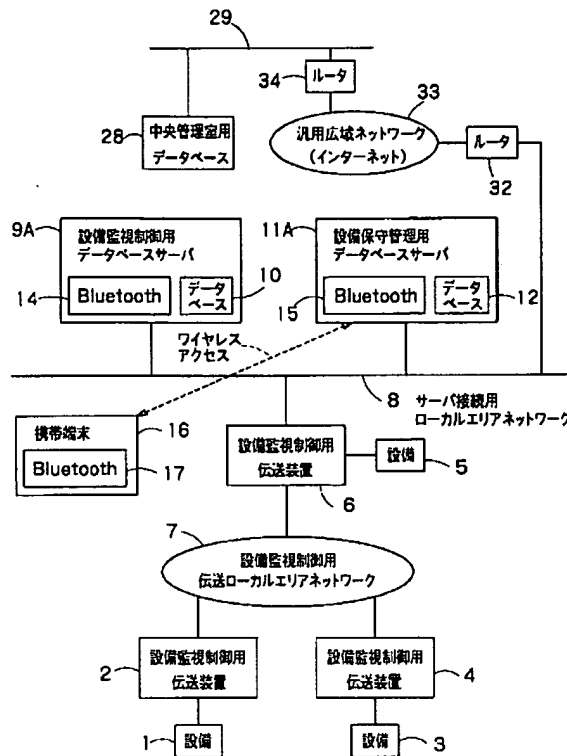 29
34
ルータ
33
28
中央管理室用
データベース
汎用広域ネットワーク
(インターネット)
ルータ
32
9A
設備監視制御用
データベースサーバ
14
Bluetooth
データ
ベース
10
11A
設備保守管理用
データベースサーバ
15
Bluetooth
データ
ベース
12
ワイヤレス
アクセス
8
サーバ接続用
ローカルエリアネットワーク
携帯端末
16
Bluetooth
17
設備監視制御用
伝送装置
6
設備
5
7
設備監視制御用
伝送ローカルエリアネットワーク
2
設備監視制御用
伝送装置
設備監視制御用
伝送装置
4
1
設備
設備
3